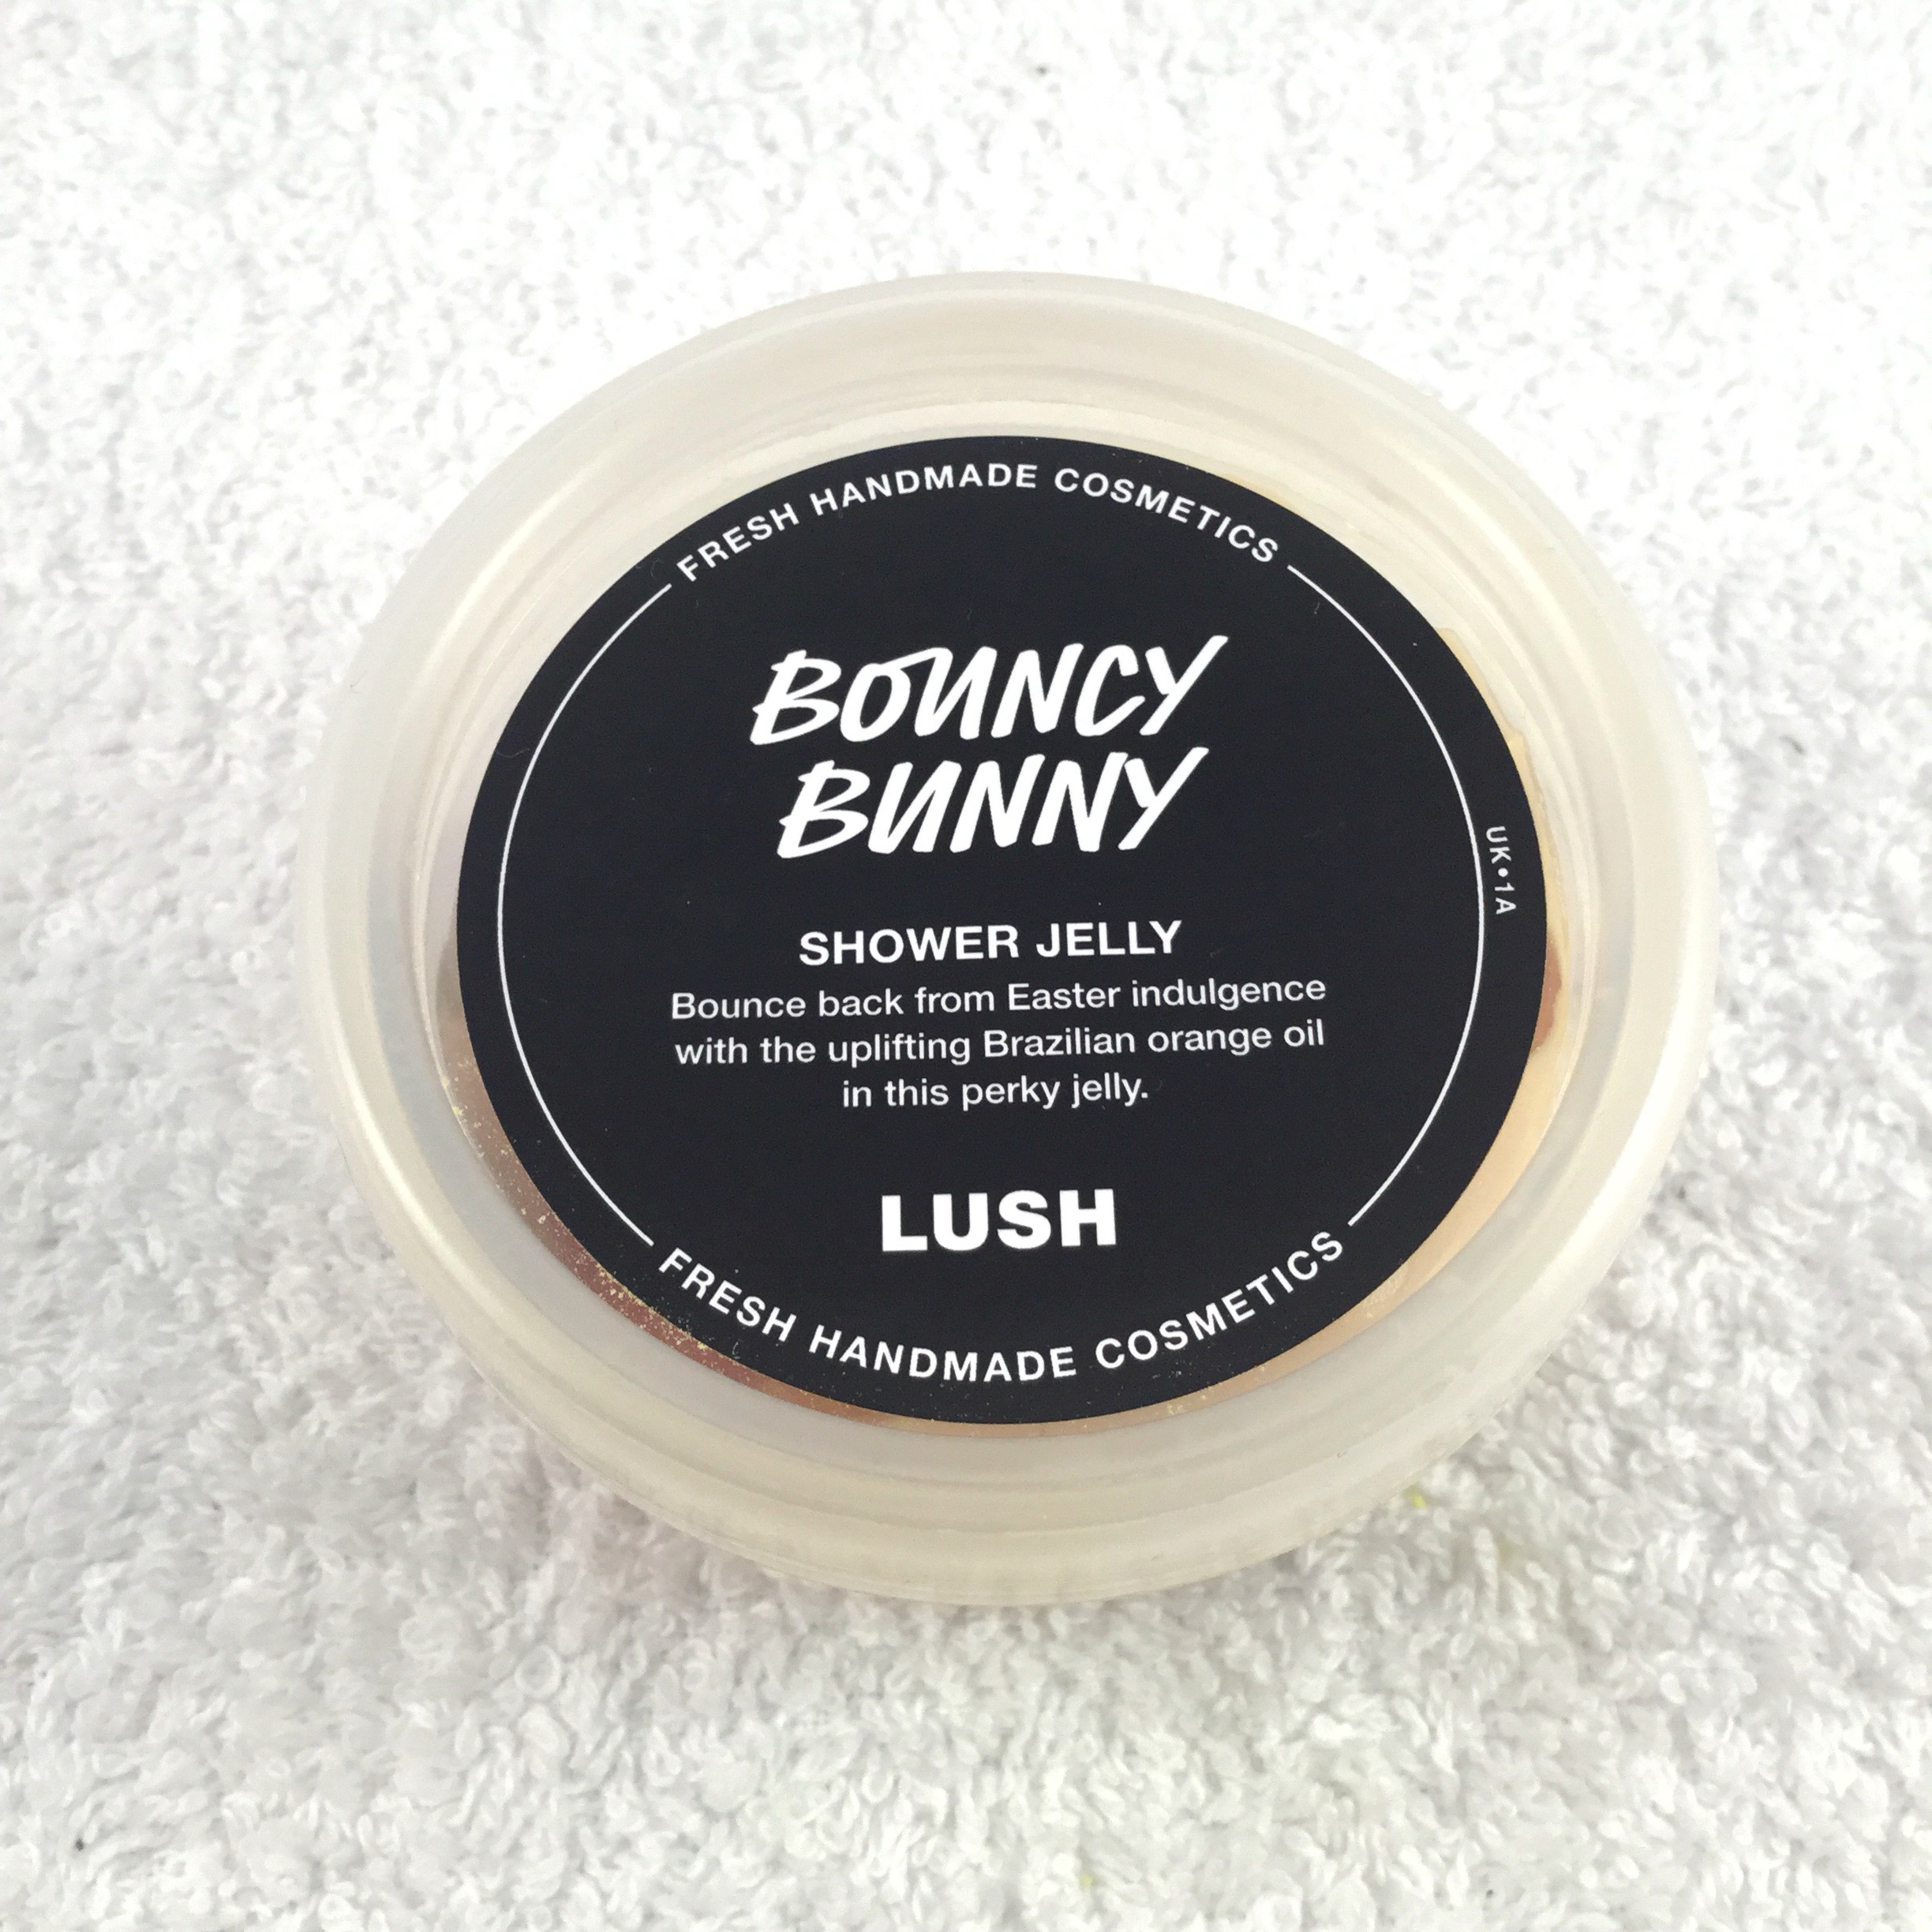 FRESH HANDMADE COSMETICS
BOUNCY
BUNNY
SHOWER JELLY
Bounce back from Easter indulgence
with the uplifting Brazilian orange oil
in this perky jelly.
LUSH
FRESH HANDMADE COSMETICS
UK•1A